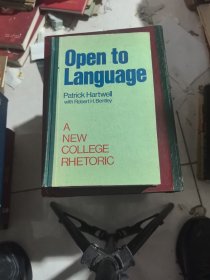 Open to
Language
Patrick Hartwell
with Robert H. Bentley
A
NEW
COLLEGE
RHETORIC